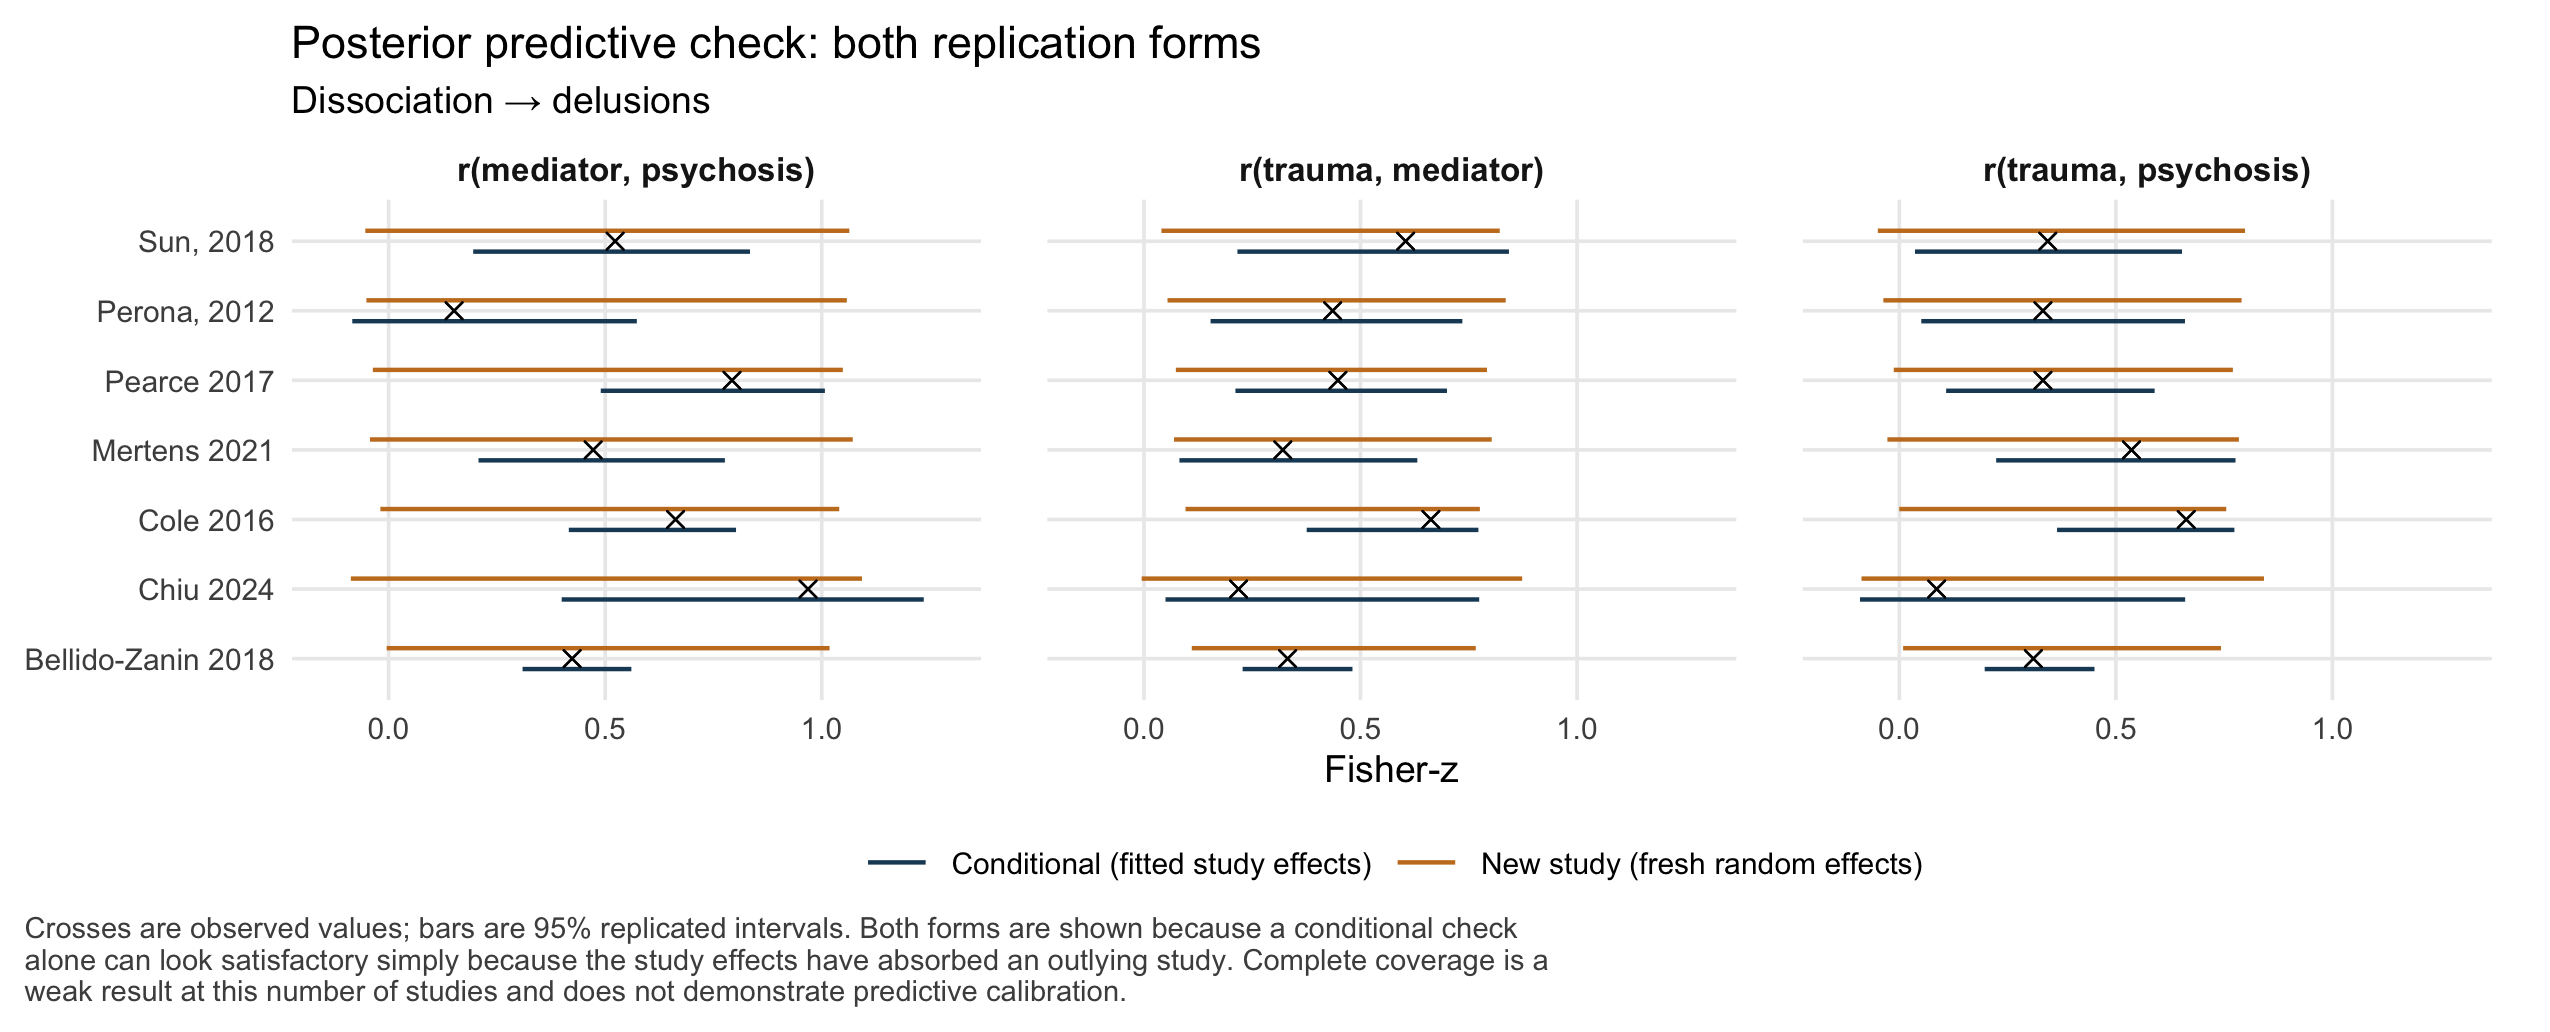 Posterior predictive check: both replication forms
Dissociation → delusions
r(mediator, psychosis)
r(trauma, mediator)
r(trauma, psychosis)
Sun, 2018
Perona, 2012
Pearce 2017
Mertens 2021
Cole 2016
Chiu 2024
Bellido-Zanin 2018
0.0 0.5 1.0
0.0 0.5 1.0
0.0 0.5 1.0
Fisher-z
Conditional (fitted study effects)
New study (fresh random effects)
Crosses are observed values; bars are 95% replicated intervals. Both forms are shown because a conditional check
alone can look satisfactory simply because the study effects have absorbed an outlying study. Complete coverage is a
weak result at this number of studies and does not demonstrate predictive calibration.